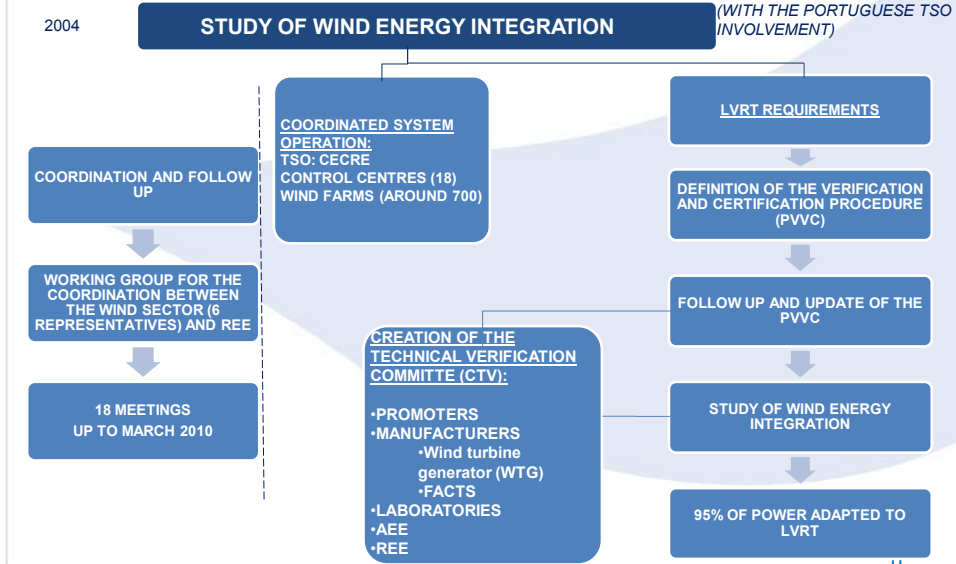 2004
STUDY OF WIND ENERGY INTEGRATION
(WITH THE PORTUGUESE TSO
INVOLVEMENT)
COORDINATION AND FOLLOW
UP
WORKING GROUP FOR THE
COORDINATION BETWEEN
THE WIND SECTOR (6
REPRESENTATIVES) AND REE
18 MEETINGS
UP TO MARCH 2010
COORDINATED SYSTEM
OPERATION:
TSO: CECRE
CONTROL CENTRES (18)
WIND FARMS (AROUND 700)
CREATION OF THE
TECHNICAL VERIFICATION
COMMITTE (CTV):
•PROMOTERS
•MANUFACTURERS
•Wind turbine
generator (WTG)
•FACTS
•LABORATORIES
•AEE
•REE
LVRT REQUIREMENTS
DEFINITION OF THE VERIFICATION
AND CERTIFICATION PROCEDURE
(PVVC)
FOLLOW UP AND UPDATE OF THE
PVVC
STUDY OF WIND ENERGY
INTEGRATION
95% OF POWER ADAPTED TO
LVRT